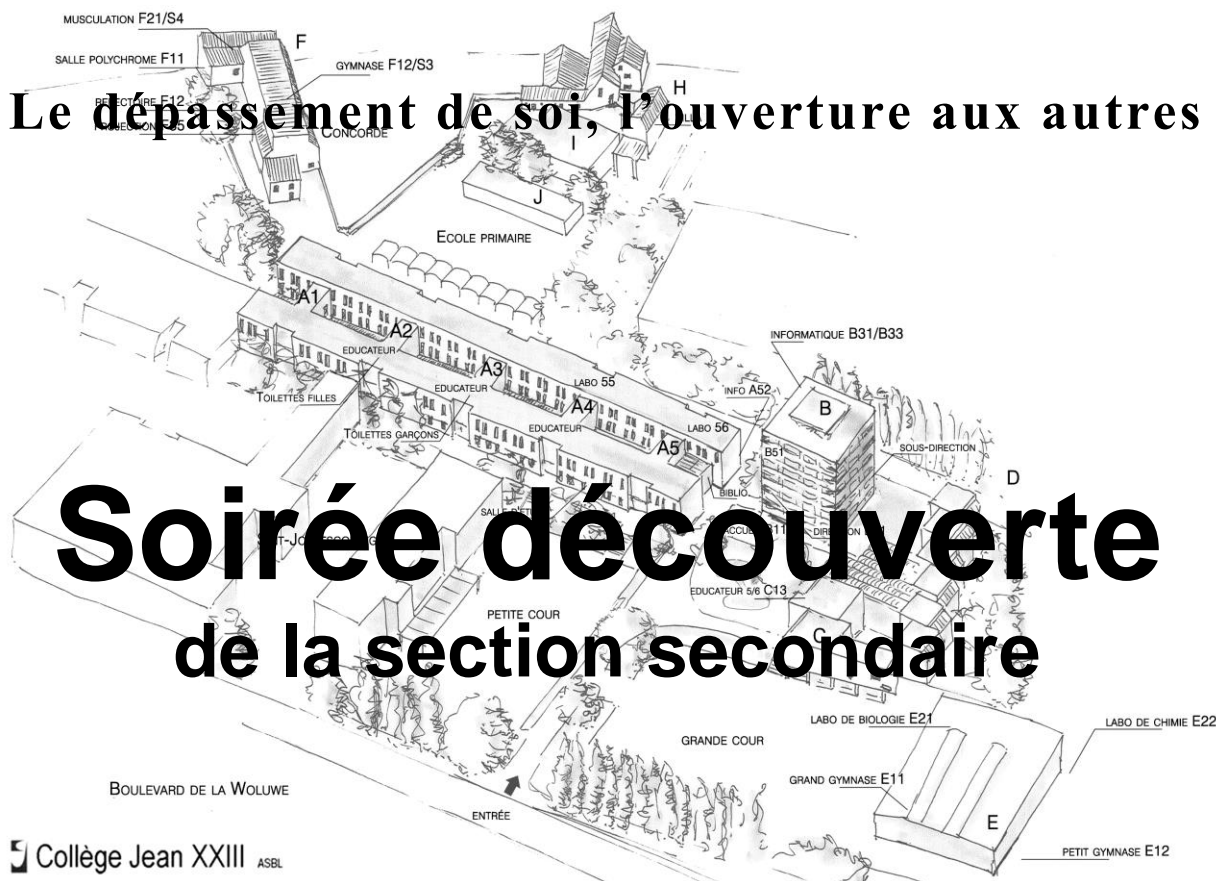 MUSCULATION F21/S4
F
SALLE POLYCHROME F11
GYMNASE F12/S3
H
Le dépassement de soi, l'ouverture aux autres
CONCORDE
I
J
ECOLE PRIMAIRE
A1
A2
EDUCATEUR
INFORMATIQUE B31/B33
A3
EDUCATEUR
LABO 55
INFO A52
TOILETTES FILLES
A4
EDUCATEUR
B
TOILETTES GARÇONS
LABO 56
A5
B51
SOUS-DIRECTION
D
BIBLIO
Soirée découverte
EDUCATEUR 5/6 C13
PETITE COUR
C
de la section secondaire
LABO DE BIOLOGIE E21
LABO DE CHIMIE E22
GRANDE COUR
GRAND GYMNASE E11
BOULEVARD DE LA WOLUWE
ENTRÉE
E
PETIT GYMNASE E12
Collège Jean XXIII ASBL